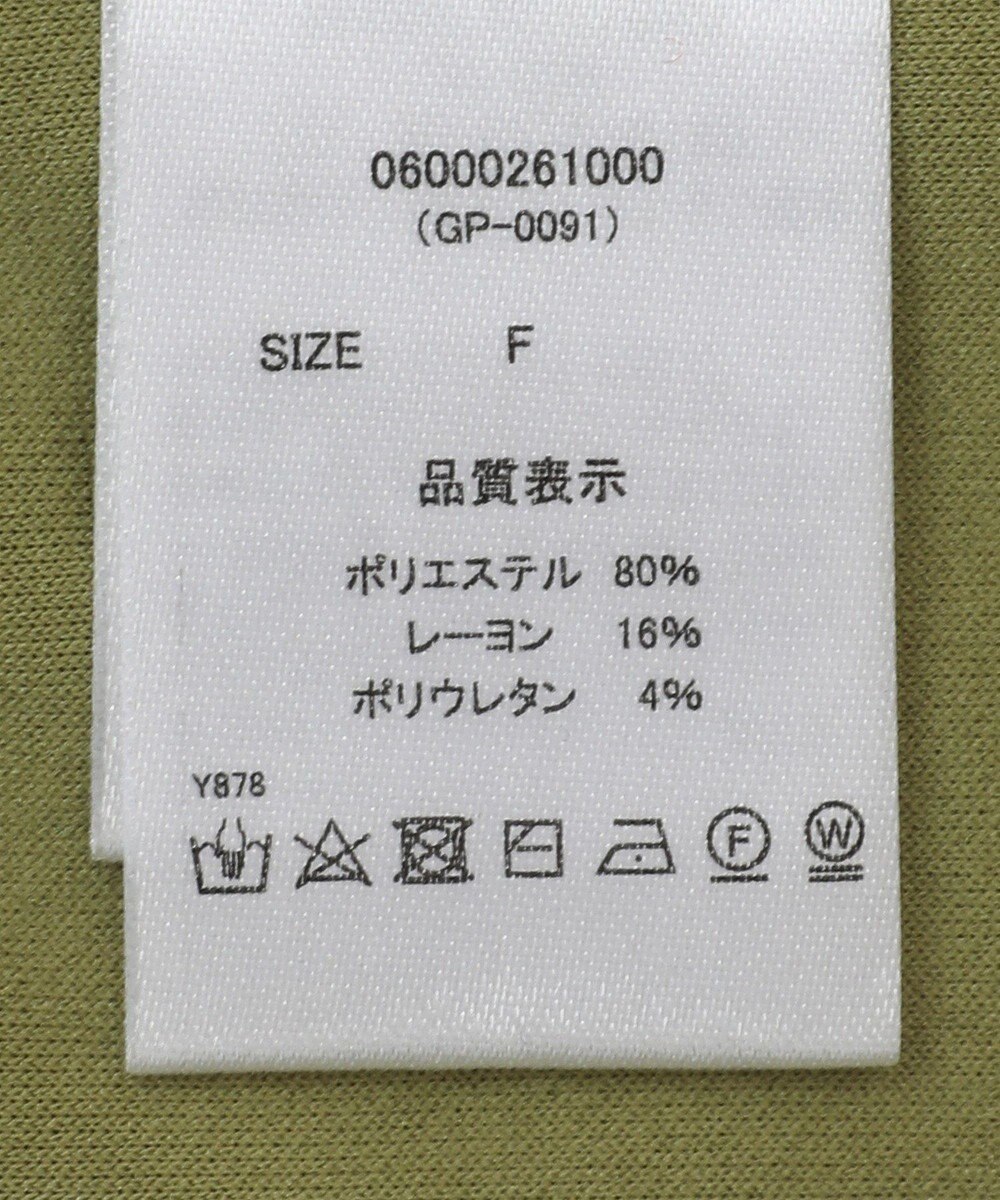 06000261000
(GP-0091)
SIZE F
品質表示
ポリエステル 80%
レーヨン 16%
ポリウレタン 4%
Y878
F W